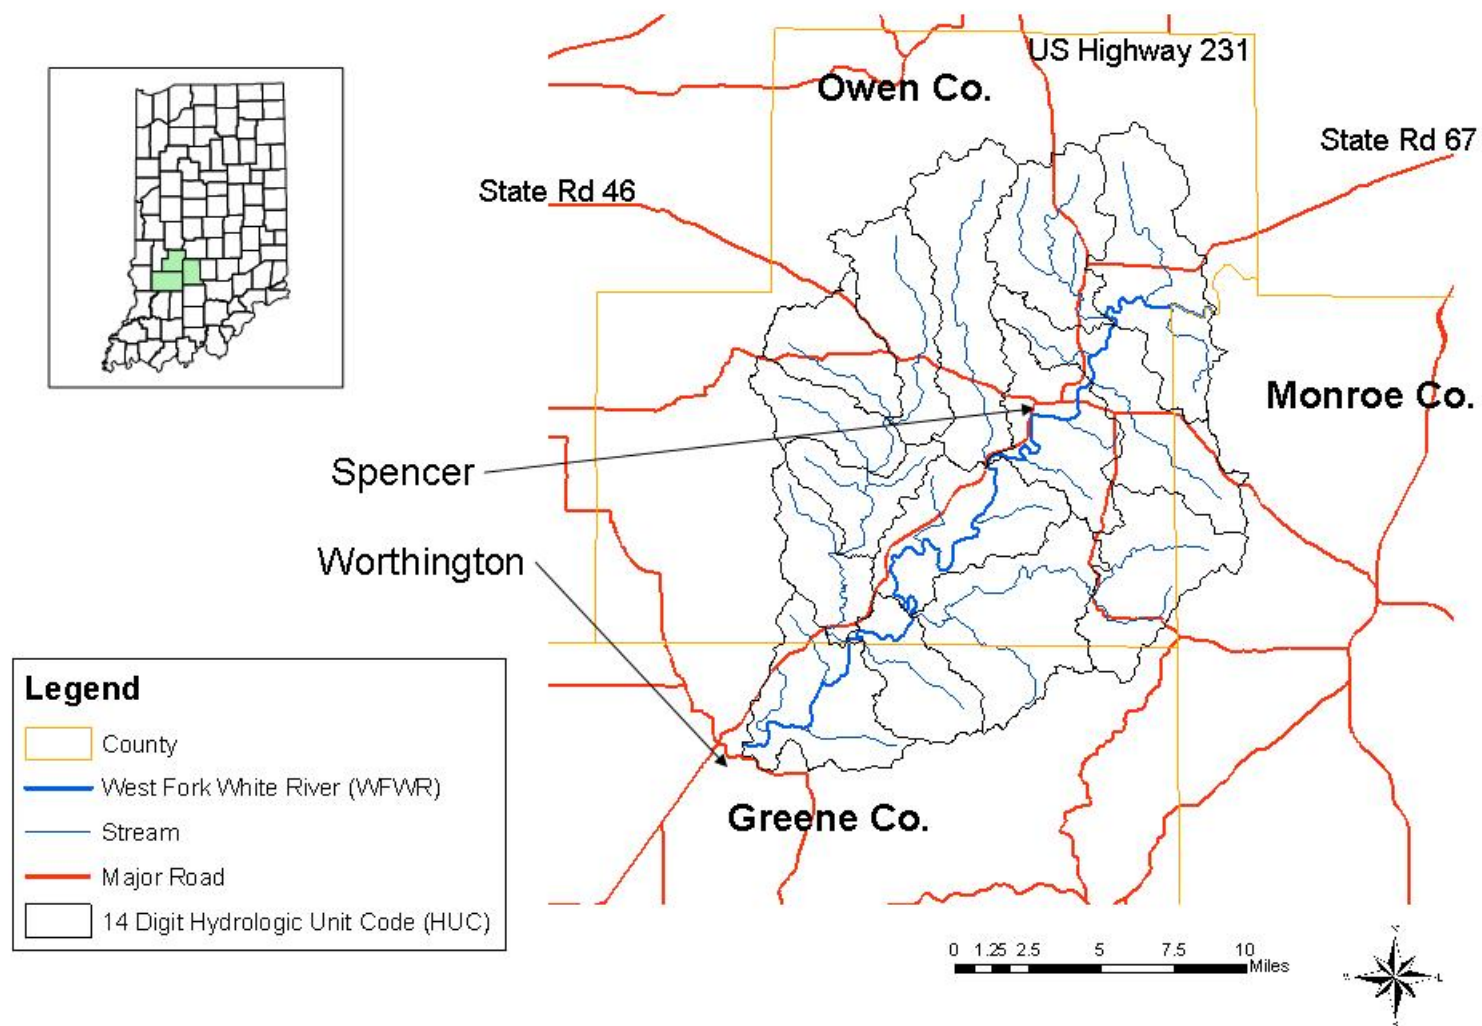 US Highway 231
Owen Co.
State Rd 67
State Rd 46
Monroe Co.
Spencer
Worthington
Legend
County
West Fork White River (WFWR)
Stream
Major Road
14 Digit Hydrologic Unit Code (HUC)
Greene Co.
0 1.25 2.5 5 7.5 10
Miles